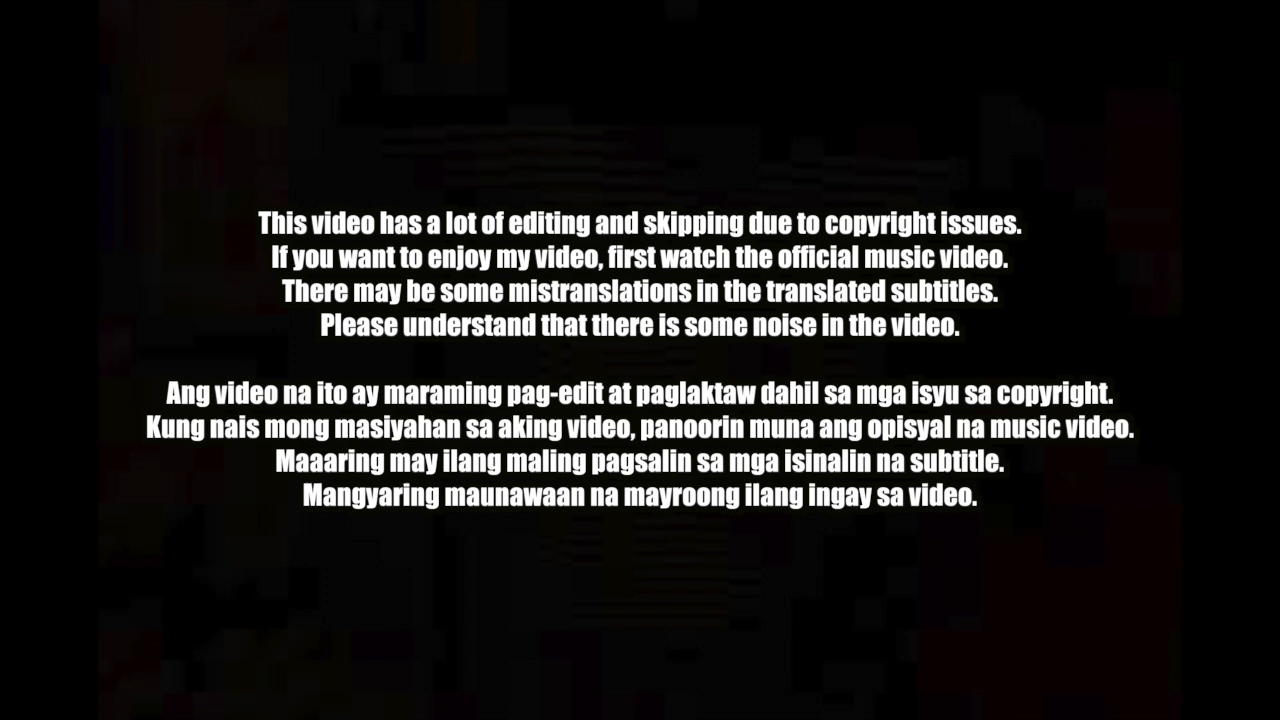 This video has a lot of editing and skipping due to copyright issues.
If you want to enjoy my video, first watch the official music video.
There may be some mistranslations in the translated subtitles.
Please understand that there is some noise in the video.
Ang video na ito ay maraming pag-edit at paglaktaw dahil sa mga isyu sa copyright.
Kung nais mong masiyahan sa aking video, panoorin muna ang opisyal na music video.
Maaaring may ilang maling pagsalin sa mga isinalin na subtitle.
Mangyaring maunawaan na mayroong ilang ingay sa video.